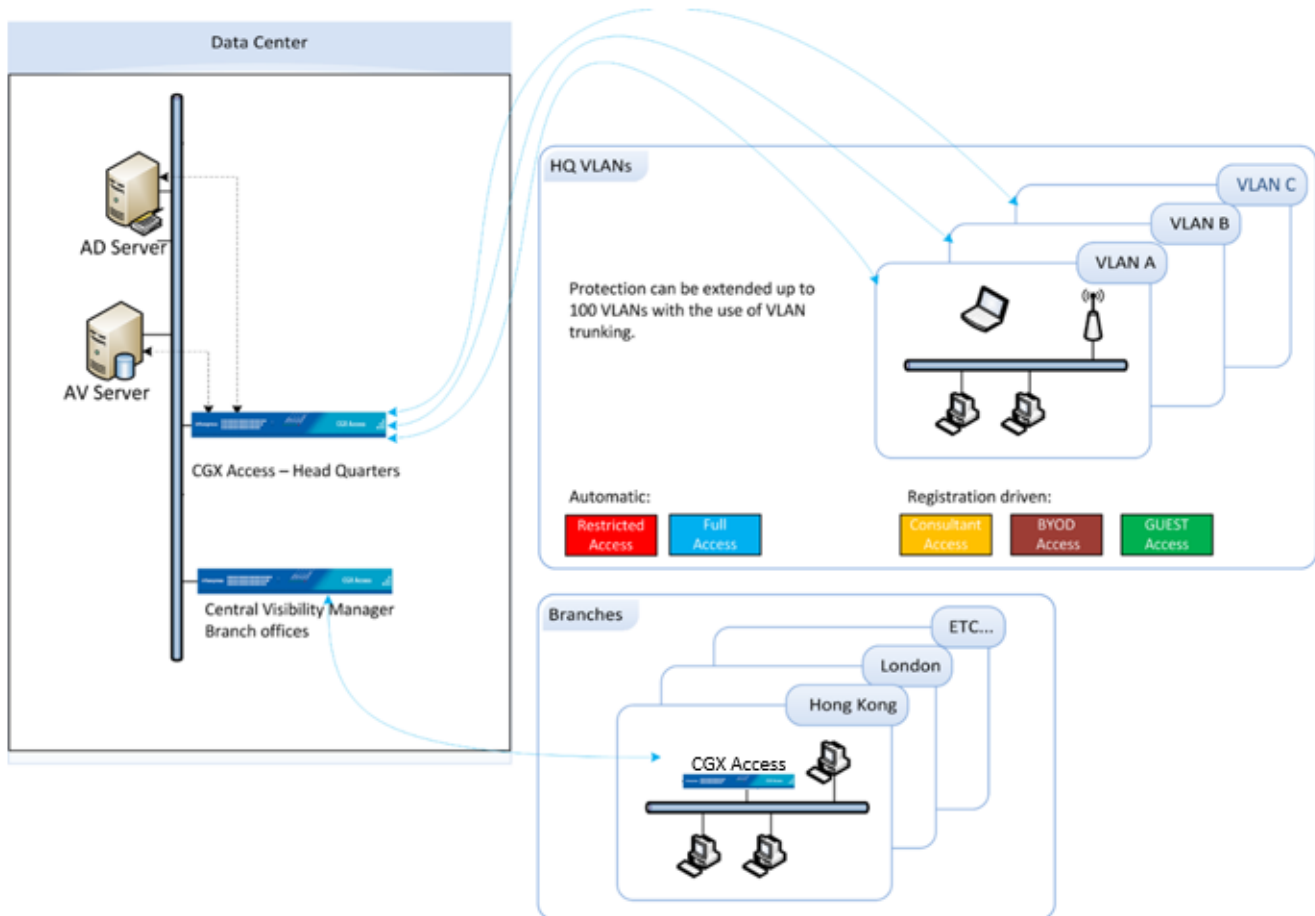 Data Center
AD Server
AV Server
CGX Access
CGX Access – Head Quarters
CGX Access
Central Visibility Manager
Branch offices
HQ VLANs
VLAN C
VLAN B
VLAN A
Protection can be extended up to
100 VLANs with the use of VLAN
trunking.
Automatic:
Restricted
Access
Full
Access
Registration driven:
Consultant
Access
BYOD
Access
GUEST
Access
Branches
ETC...
London
Hong Kong
CGX Access